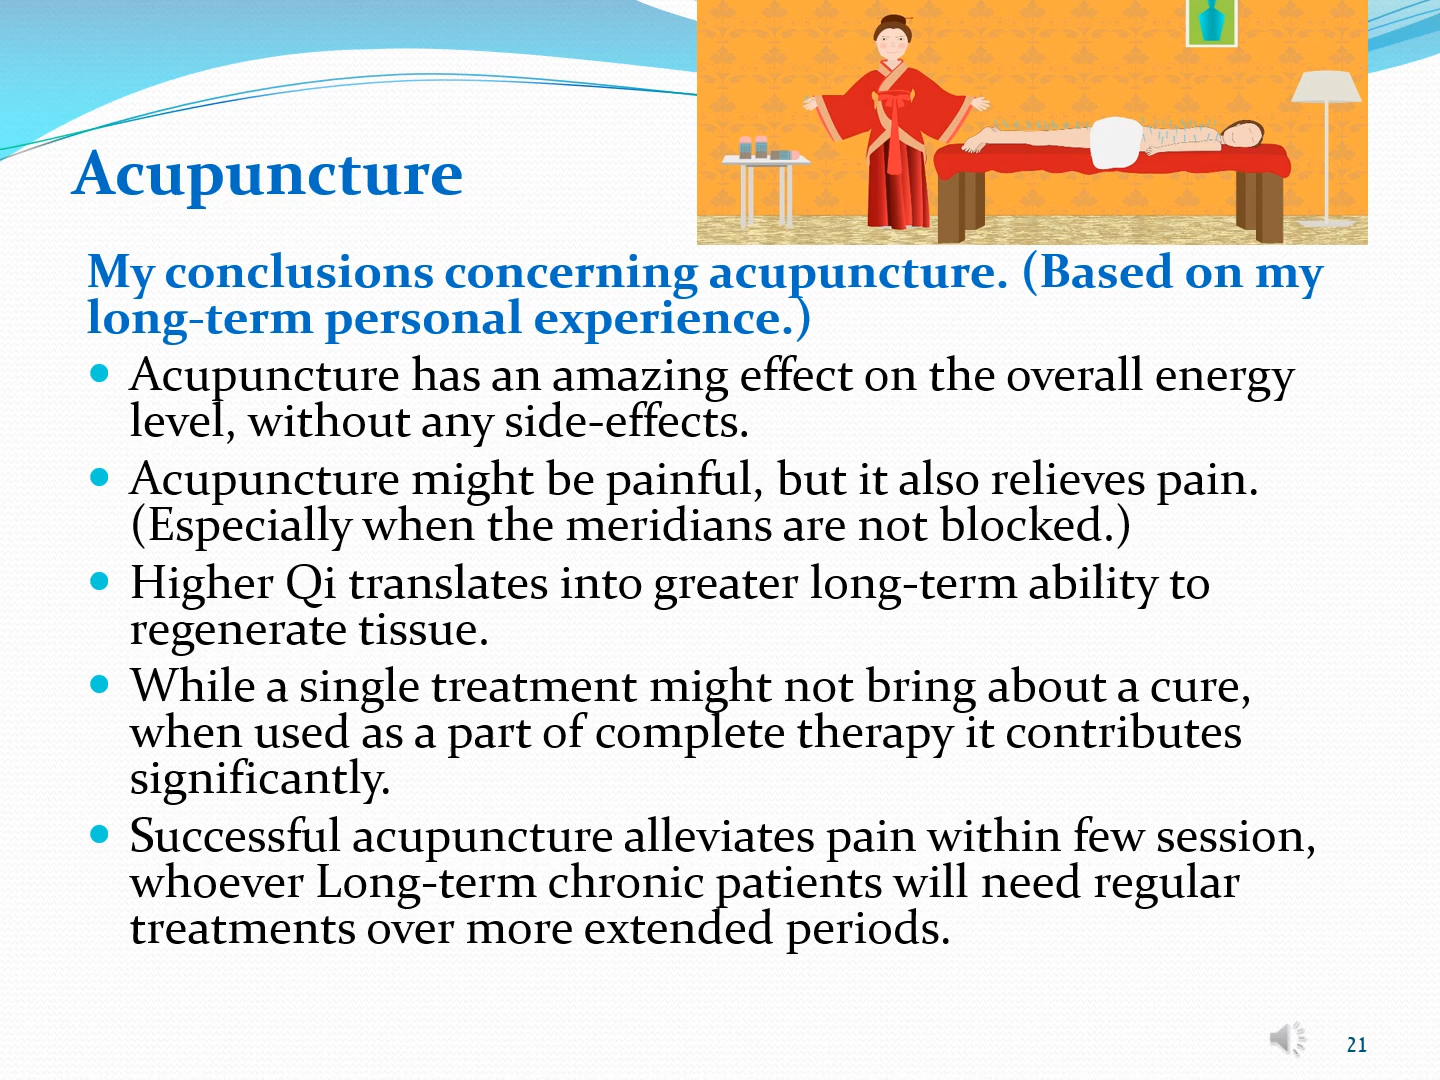 Acupuncture
My conclusions concerning acupuncture. (Based on my
long-term personal experience.)
• Acupuncture has an amazing effect on the overall energy
level, without any side-effects.
• Acupuncture might be painful, but it also relieves pain.
(Especially when the meridians are not blocked.)
• Higher Qi translates into greater long-term ability to
regenerate tissue.
• While a single treatment might not bring about a cure,
when used as a part of complete therapy it contributes
significantly.
• Successful acupuncture alleviates pain within few session,
whoever Long-term chronic patients will need regular
treatments over more extended periods.
21